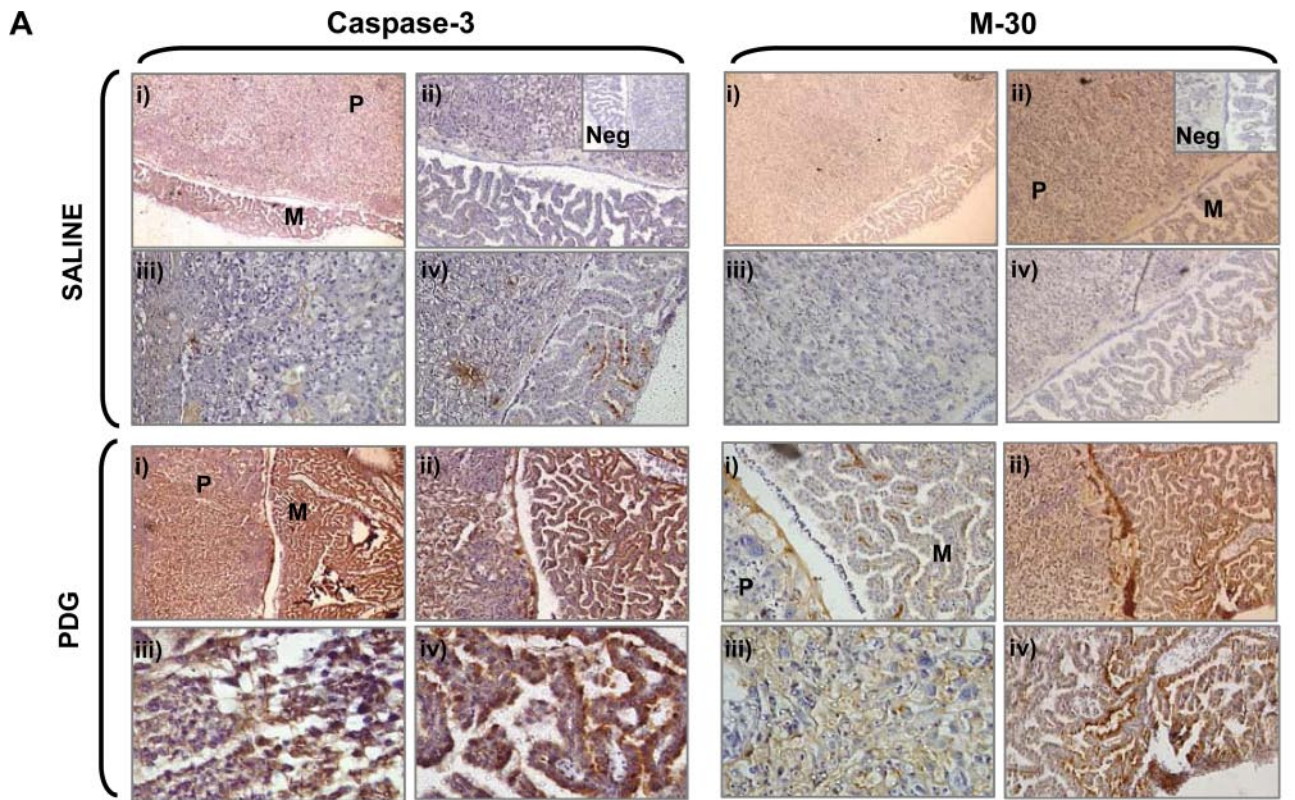 A
Caspase-3
M-30
SALINE
i)
P
M
ii)
Neg
i)
ii)
Neg
P
M
iii)
iv)
iii)
iv)
PDG
i)
P
M
ii)
i)
M
P
ii)
iii)
iv)
iii)
iv)